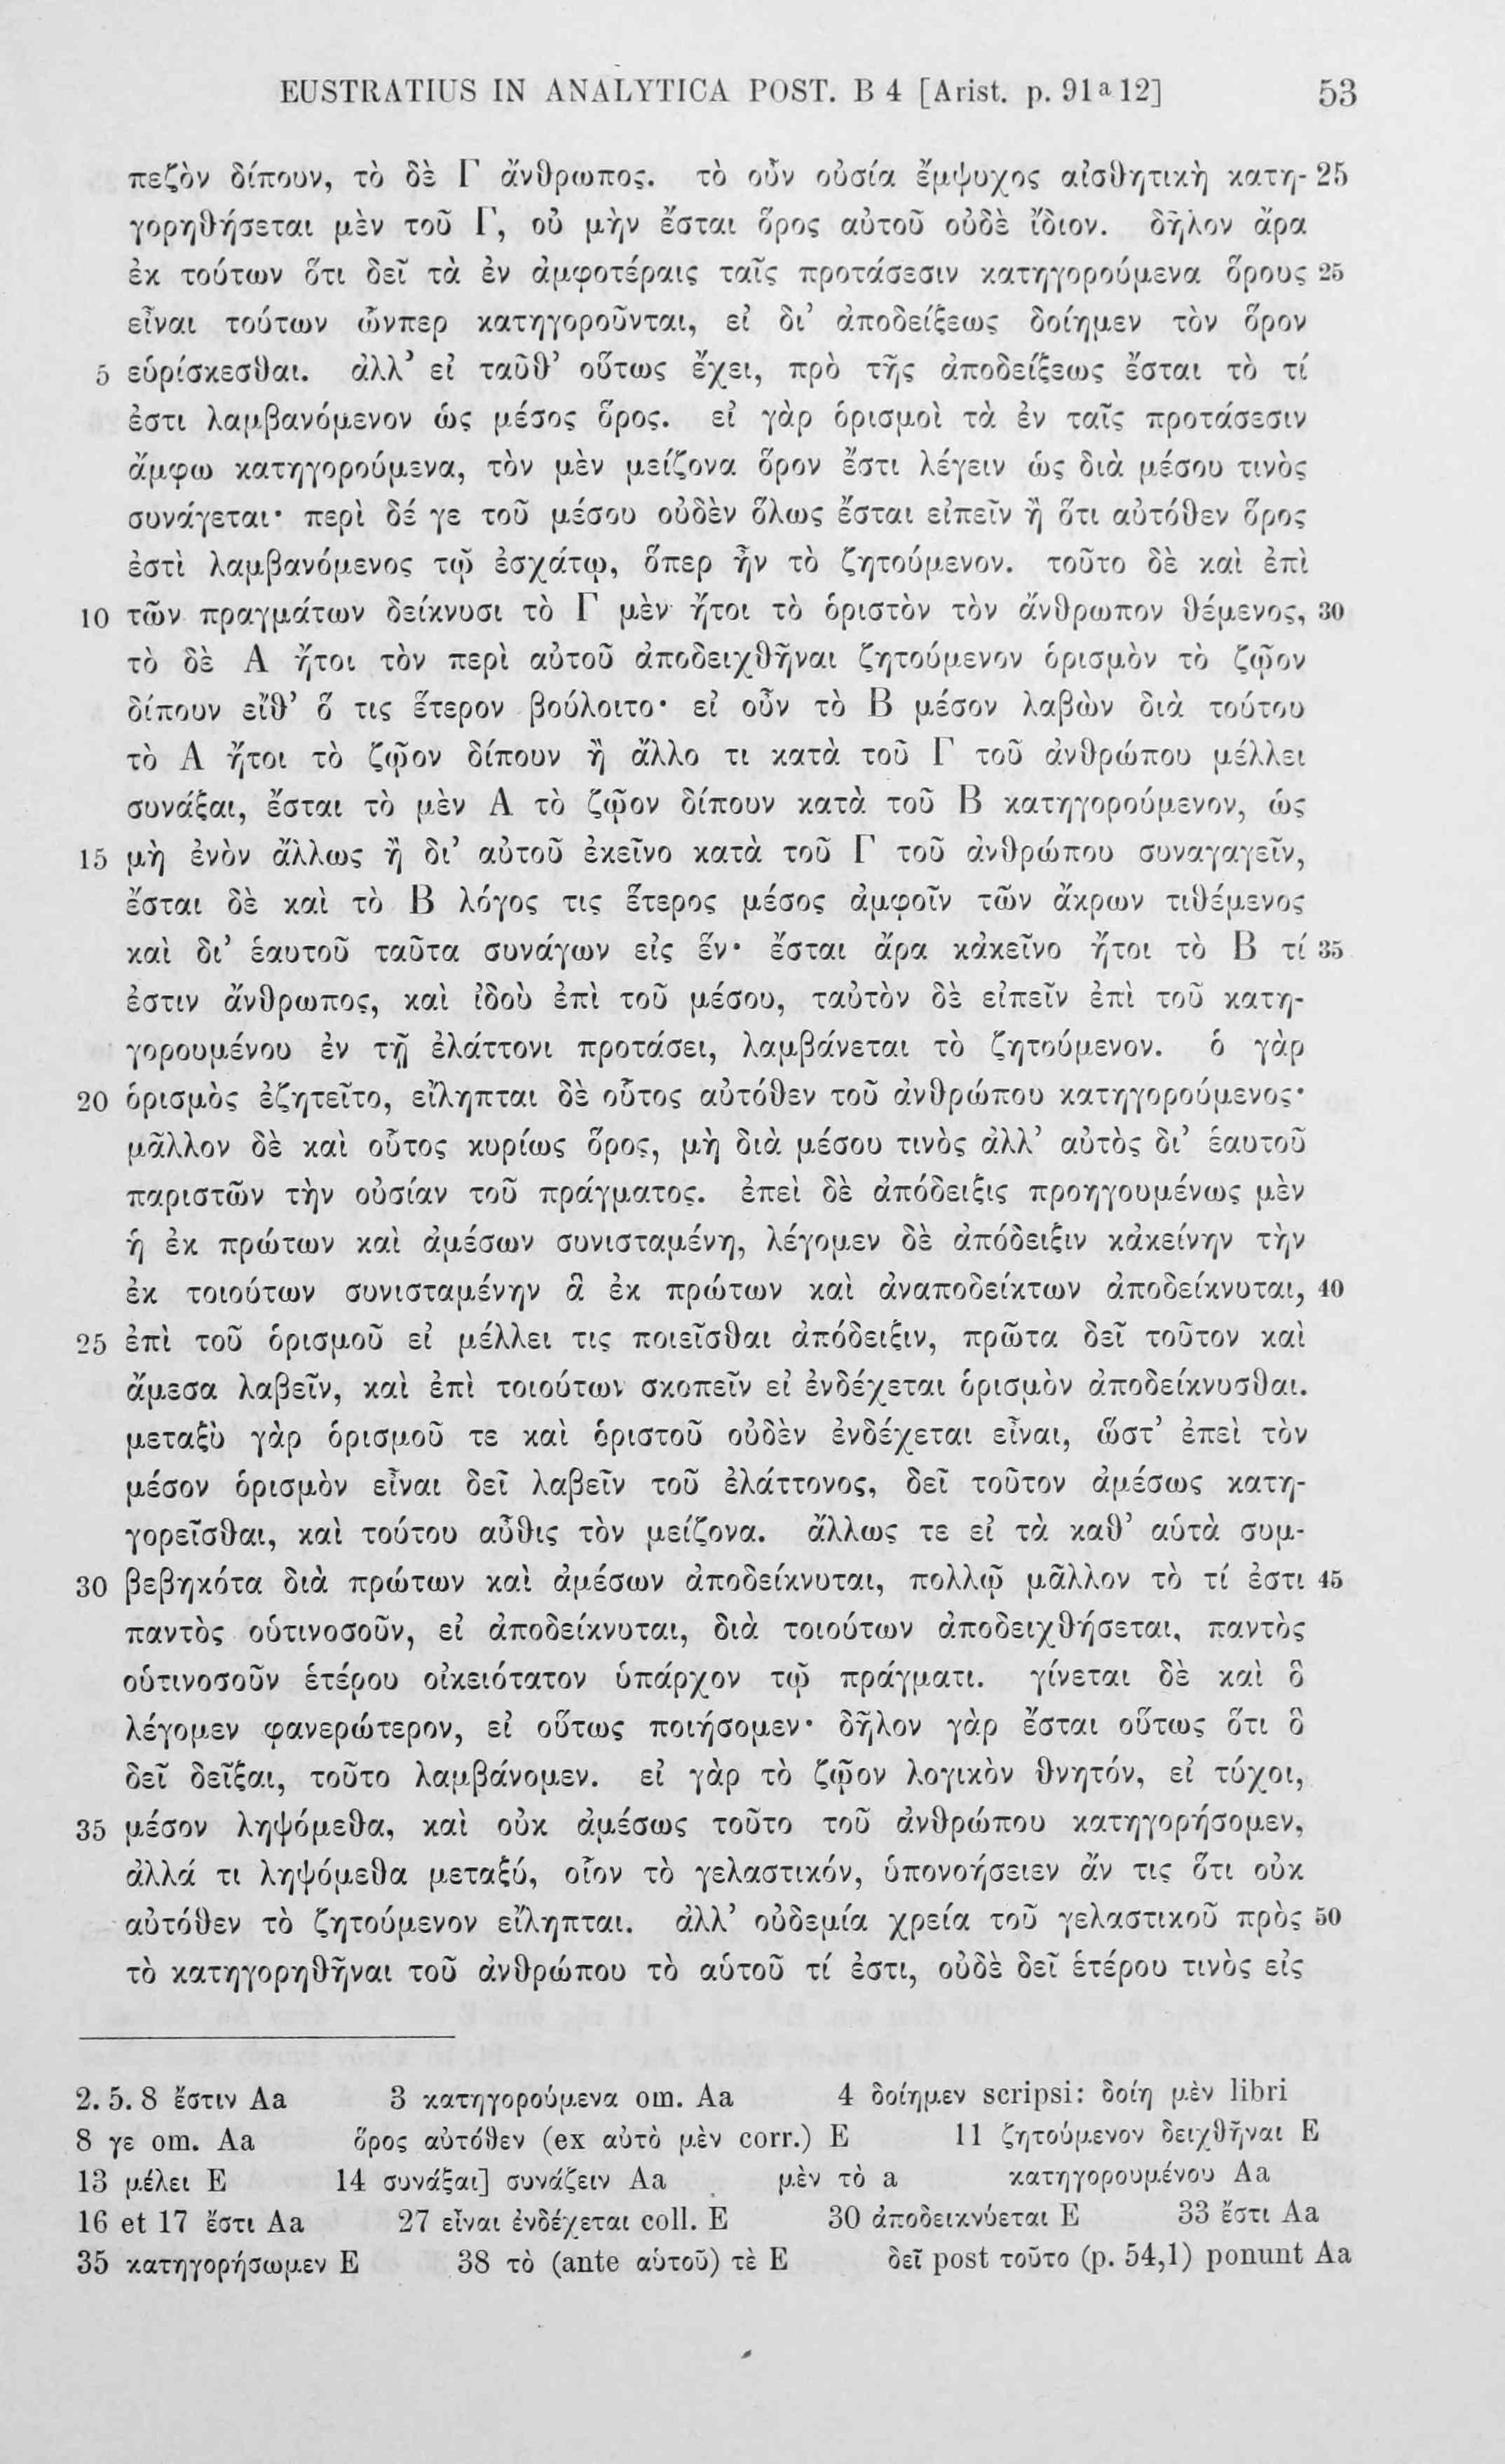 EUSTRATIUS IN ANALYTICA POST. B 4 [Arist. p. 91ª12] 53
πεζὸν δίπουν, τὸ δὲ Γ ἄνθρωπος. τὸ οὖν οὐσία ἔμψυχος αἰσθητικὴ κατη- 25
γορηθήσεται μὲν τοῦ Γ, οὐ μὴν ἔσται ὅρος αὐτοῦ οὐδὲ ἴδιον. δῆλον ἄρα
ἐκ τούτων ὅτι δεῖ τὰ ἐν ἀμφοτέραις ταῖς προτάσεσιν κατηγορούμενα ὅρους 25
εἶναι τούτων ὧνπερ κατηγοροῦνται, εἰ δι’ ἀποδείξεως δοίημεν τὸν ὅρον
5 εὑρίσκεσθαι. ἀλλ’ εἰ ταῦθ’ οὕτως ἔχει, πρὸ τῆς ἀποδείξεως ἔσται τὸ τί
ἐστι λαμβανόμενον ὡς μέσος ὅρος. εἰ γὰρ ὁρισμοὶ τὰ ἐν ταῖς προτάσεσιν
ἄμφω κατηγορούμενα, τὸν μὲν μείζονα ὅρον ἔστι λέγειν ὡς διὰ μέσου τινὸς
συνάγεται· περὶ δέ γε τοῦ μέσου οὐδὲν ὅλως ἔσται εἰπεῖν ἢ ὅτι αὐτόθεν ὅρος
ἐστὶ λαμβανόμενος τῷ ἐσχάτῳ, ὅπερ ἦν τὸ ζητούμενον. τοῦτο δὲ καὶ ἐπὶ
10 τῶν πραγμάτων δείκνυσι τὸ Γ μὲν ἤτοι τὸ ὁριστὸν τὸν ἄνθρωπον θέμενος, 30
τὸ δὲ Α ἤτοι τὸν περὶ αὐτοῦ ἀποδειχθῆναι ζητούμενον ὁρισμὸν τὸ ζῷον
δίπουν εἴθ’ ὅ τις ἕτερον βούλοιτο· εἰ οὖν τὸ Β μέσον λαβὼν διὰ τούτου
τὸ Α ἤτοι τὸ ζῷον δίπουν ἢ ἄλλο τι κατὰ τοῦ Γ τοῦ ἀνθρώπου μέλλει
συνάξαι, ἔσται τὸ μὲν Α τὸ ζῷον δίπουν κατὰ τοῦ Β κατηγορούμενον, ὡς
15 μὴ ἐνὸν ἄλλως ἢ δι’ αὐτοῦ ἐκεῖνο κατὰ τοῦ Γ τοῦ ἀνθρώπου συναγαγεῖν,
ἔσται δὲ καὶ τὸ Β λόγος τις ἕτερος μέσος ἀμφοῖν τῶν ἄκρων τιθέμενος
καὶ δι’ ἑαυτοῦ ταῦτα συνάγων εἰς ἕν· ἔσται ἄρα κἀκεῖνο ἤτοι τὸ Β τί 35
ἐστιν ἄνθρωπος, καὶ ἰδοὺ ἐπὶ τοῦ μέσου, ταὐτὸν δὲ εἰπεῖν ἐπὶ τοῦ κατη-
γορουμένου ἐν τῇ ἐλάττονι προτάσει, λαμβάνεται τὸ ζητούμενον. ὁ γὰρ
20 ὁρισμὸς ἐζητεῖτο, εἴληπται δὲ οὗτος αὐτόθεν τοῦ ἀνθρώπου κατηγορούμενος·
μᾶλλον δὲ καὶ οὗτος κυρίως ὅρος, μὴ διὰ μέσου τινὸς ἀλλ’ αὐτὸς δι’ ἑαυτοῦ
παριστῶν τὴν οὐσίαν τοῦ πράγματος. ἐπεὶ δὲ ἀπόδειξις προηγουμένως μὲν
ἡ ἐκ πρώτων καὶ ἀμέσων συνισταμένη, λέγομεν δὲ ἀπόδειξιν κἀκείνην τὴν
ἐκ τοιούτων συνισταμένην ἃ ἐκ πρώτων καὶ ἀναποδείκτων ἀποδείκνυται, 40
25 ἐπὶ τοῦ ὁρισμοῦ εἰ μέλλει τις ποιεῖσθαι ἀπόδειξιν, πρῶτα δεῖ τοῦτον καὶ
ἄμεσα λαβεῖν, καὶ ἐπὶ τοιούτων σκοπεῖν εἰ ἐνδέχεται ὁρισμὸν ἀποδείκνυσθαι.
μεταξὺ γὰρ ὁρισμοῦ τε καὶ ὁριστοῦ οὐδὲν ἐνδέχεται εἶναι, ὥστ’ ἐπεὶ τὸν
μέσον ὁρισμὸν εἶναι δεῖ λαβεῖν τοῦ ἐλάττονος, δεῖ τοῦτον ἀμέσως κατη-
γορεῖσθαι, καὶ τούτου αὖθις τὸν μείζονα. ἄλλως τε εἰ τὰ καθ’ αὑτὰ συμ-
30 βεβηκότα διὰ πρώτων καὶ ἀμέσων ἀποδείκνυται, πολλῷ μᾶλλον τὸ τί ἐστι 45
παντὸς οὑτινοσοῦν, εἰ ἀποδείκνυται, διὰ τοιούτων ἀποδειχθήσεται, παντὸς
οὑτινοσοῦν ἑτέρου οἰκειότατον ὑπάρχον τῷ πράγματι. γίνεται δὲ καὶ ὃ
λέγομεν φανερώτερον, εἰ οὕτως ποιήσομεν· δῆλον γὰρ ἔσται οὕτως ὅτι ὃ
δεῖ δεῖξαι, τοῦτο λαμβάνομεν. εἰ γὰρ τὸ ζῷον λογικὸν θνητόν, εἰ τύχοι,
35 μέσον ληψόμεθα, καὶ οὐκ ἀμέσως τοῦτο τοῦ ἀνθρώπου κατηγορήσομεν,
ἀλλά τι ληψόμεθα μεταξύ, οἷον τὸ γελαστικόν, ὑπονοήσειεν ἄν τις ὅτι οὐκ
αὐτόθεν τὸ ζητούμενον εἴληπται. ἀλλ’ οὐδεμία χρεία τοῦ γελαστικοῦ πρὸς 50
τὸ κατηγορηθῆναι τοῦ ἀνθρώπου τὸ αὑτοῦ τί ἐστι, οὐδὲ δεῖ ἑτέρου τινὸς εἰς
2. 5. 8 ἔστιν Aa 3 κατηγορούμενα om. Aa 4 δοίημεν scripsi: δοίη μὲν libri
8 γε om. Aa ὅρος αὐτόθεν (ex αὐτὸ μὲν corr.) E 11 ζητούμενον δειχθῆναι E
13 μέλει E 14 συνάξαι] συνάζειν Aa μὲν τὸ a κατηγορουμένου Aa
16 et 17 ἔστι Aa 27 εἶναι ἐνδέχεται coll. E 30 ἀποδεικνύεται E 33 ἔστι Aa
35 κατηγορήσωμεν E 38 τὸ (ante αὑτοῦ) τὲ E δεῖ post τοῦτο (p. 54,1) ponunt Aa